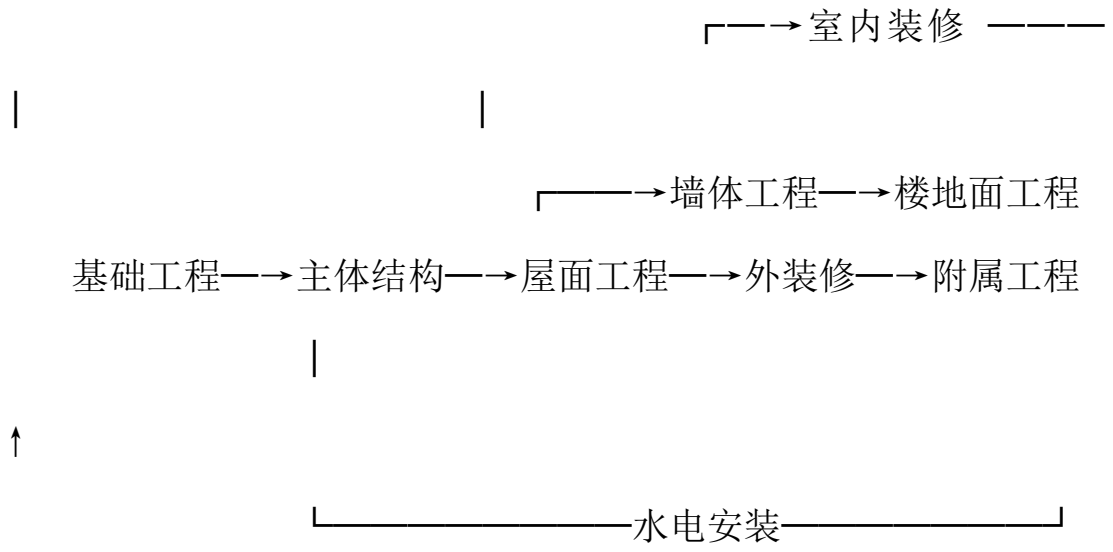 ┌─→室内装修 ———
│ │
┌──→墙体工程─→楼地面工程
基础工程─→主体结构─→屋面工程─→外装修─→附属工程
│
↑
└────────水电安装───────┘